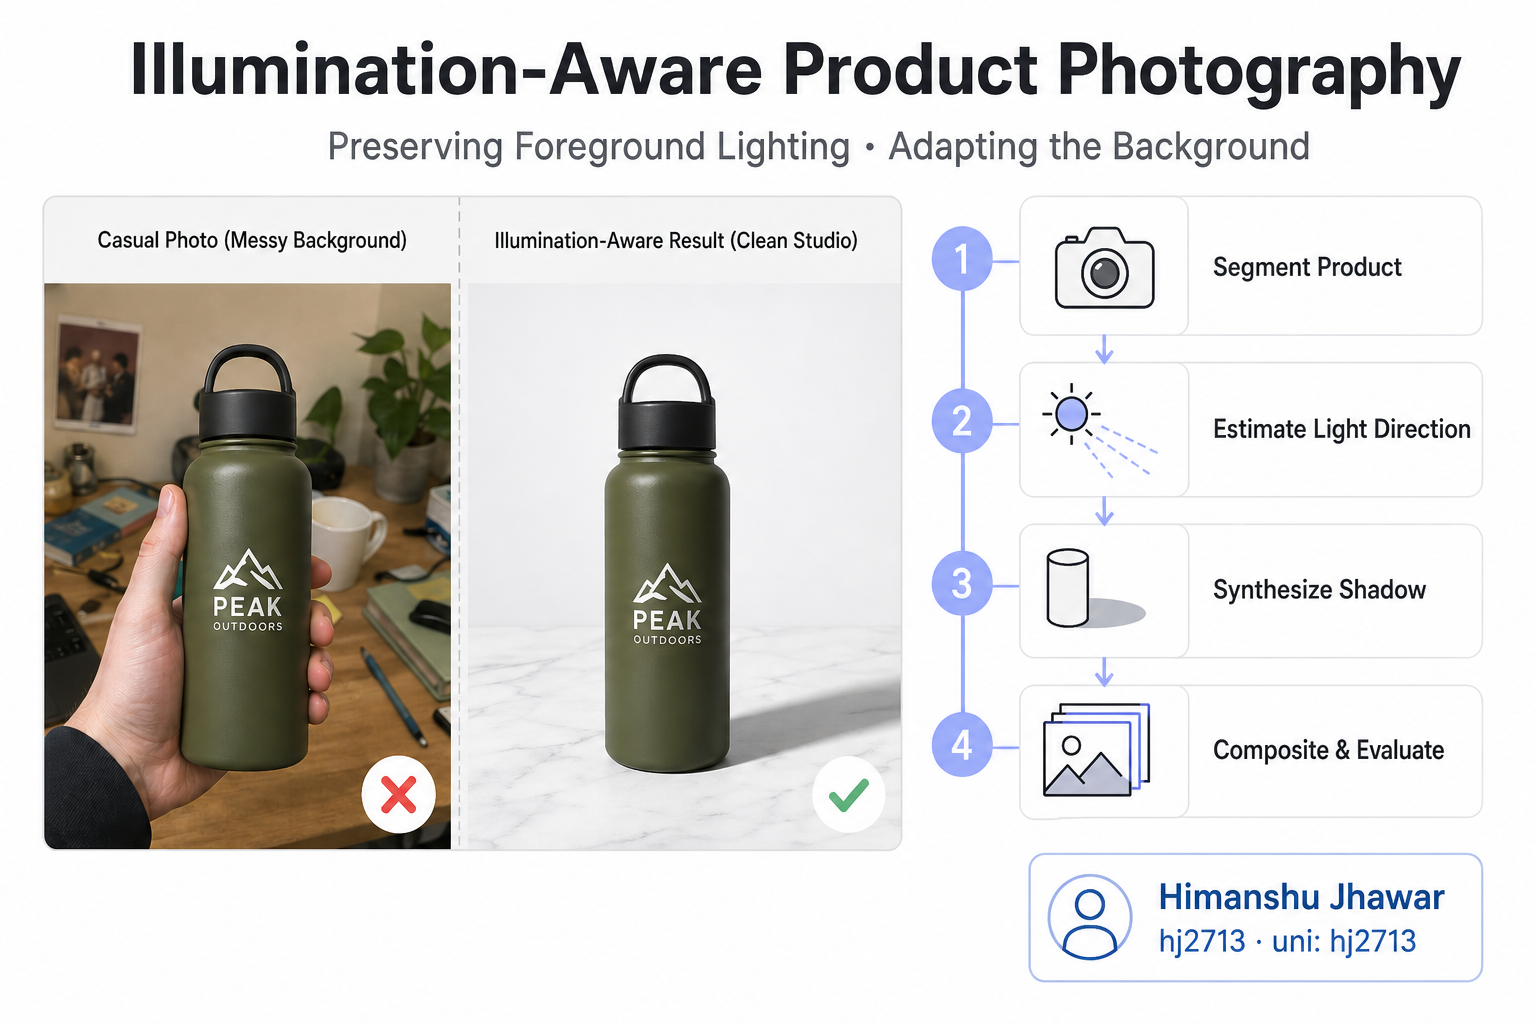 Illumination-Aware Product Photography
Preserving Foreground Lighting • Adapting the Background
Casual Photo (Messy Background)
Illumination-Aware Result (Clean Studio)
PEAK
OUTDOORS
PEAK
OUTDOORS
1
Segment Product
2
Estimate Light Direction
3
Synthesize Shadow
4
Composite & Evaluate
Himanshu Jhawar
hj2713 · uni: hj2713